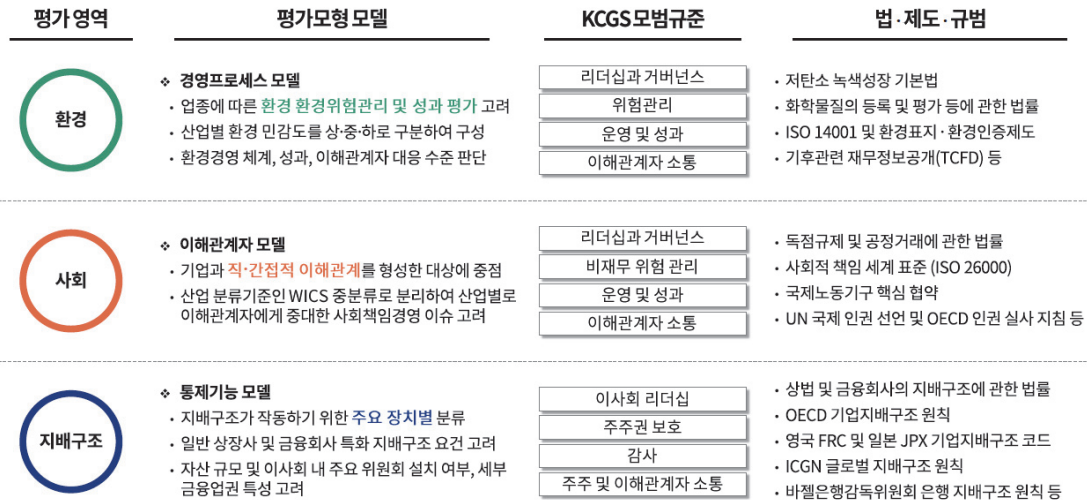 평가 영역
평가모형 모델
KCGS 모범규준
법·제도·규범
환경
❖ 경영프로세스 모델
· 업종에 따른 환경 환경위험관리 및 성과 평가 고려
· 산업별 환경 민감도를 상·중·하로 구분하여 구성
· 환경경영 체계, 성과, 이해관계자 대응 수준 판단
리더십과 거버넌스
위험관리
운영 및 성과
이해관계자 소통
· 저탄소 녹색성장 기본법
· 화학물질의 등록 및 평가 등에 관한 법률
· ISO 14001 및 환경표지·환경인증제도
· 기후관련 재무정보공개(TCFD) 등
사회
❖ 이해관계자 모델
· 기업과 직·간접적 이해관계를 형성한 대상에 중점
· 산업 분류기준인 WICS 중분류로 분리하여 산업별로
이해관계자에게 중대한 사회책임경영 이슈 고려
리더십과 거버넌스
비재무 위험 관리
운영 및 성과
이해관계자 소통
· 독점규제 및 공정거래에 관한 법률
· 사회적 책임 세계 표준 (ISO 26000)
· 국제노동기구 핵심 협약
· UN 국제 인권 선언 및 OECD 인권 실사 지침 등
지배구조
❖ 통제기능 모델
· 지배구조가 작동하기 위한 주요 장치별 분류
· 일반 상장사 및 금융회사 특화 지배구조 요건 고려
· 자산 규모 및 이사회 내 주요 위원회 설치 여부, 세부
금융업권 특성 고려
이사회 리더십
주주권 보호
감사
주주 및 이해관계자 소통
· 상법 및 금융회사의 지배구조에 관한 법률
· OECD 기업지배구조 원칙
· 영국 FRC 및 일본 JPX 기업지배구조 코드
· ICGN 글로벌 지배구조 원칙
· 바젤은행감독위원회 은행 지배구조 원칙 등